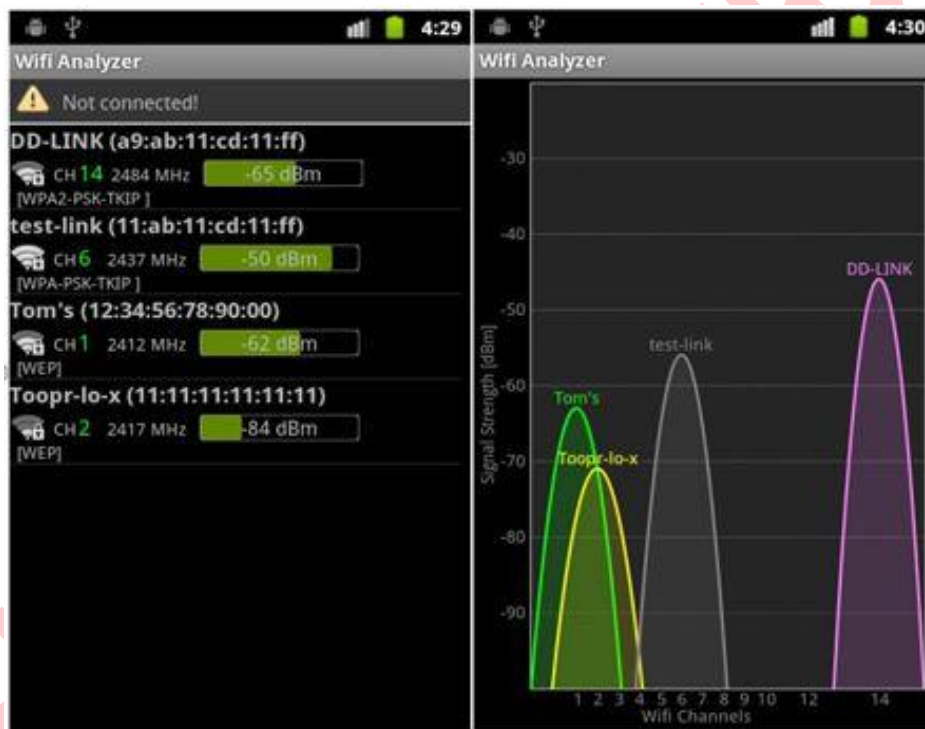 4:29
Wifi Analyzer
Not connected!
DD-LINK (a9:ab:11:cd:11:ff)
CH 14 2484 MHz -65 dBm
[WPA2-PSK-TKIP ]
test-link (11:ab:11:cd:11:ff)
CH 6 2437 MHz -50 dBm
[WPA-PSK-TKIP ]
Tom's (12:34:56:78:90:00)
CH 1 2412 MHz -62 dBm
[WEP]
Toopr-lo-x (11:11:11:11:11:11)
CH 2 2417 MHz -84 dBm
[WEP]
4:30
Wifi Analyzer
-30
-40
DD-LINK
-50
test-link
Signal Strength [dBm]
-60
Tom's
Toopr-lo-x
-70
-80
-90
1 2 3 4 5 6 7 8 9 10 12 14
Wifi Channels